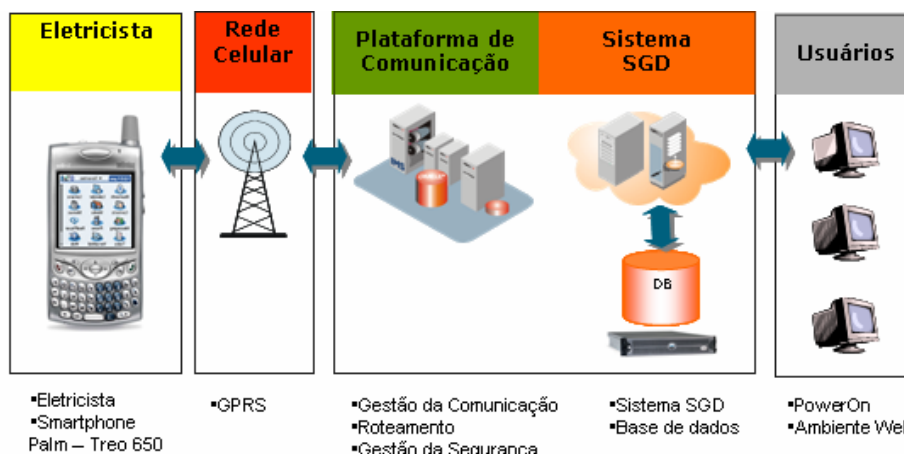 Eletricista
Rede
Celular
Plataforma de
Comunicação
Sistema
SGD
Usuários
DB
▪Eletricista
▪Smartphone
Palm – Treo 650
▪GPRS
▪Gestão da Comunicação
▪Roteamento
▪Gestão da Segurança
▪Sistema SGD
▪Base de dados
▪PowerOn
▪Ambiente Web